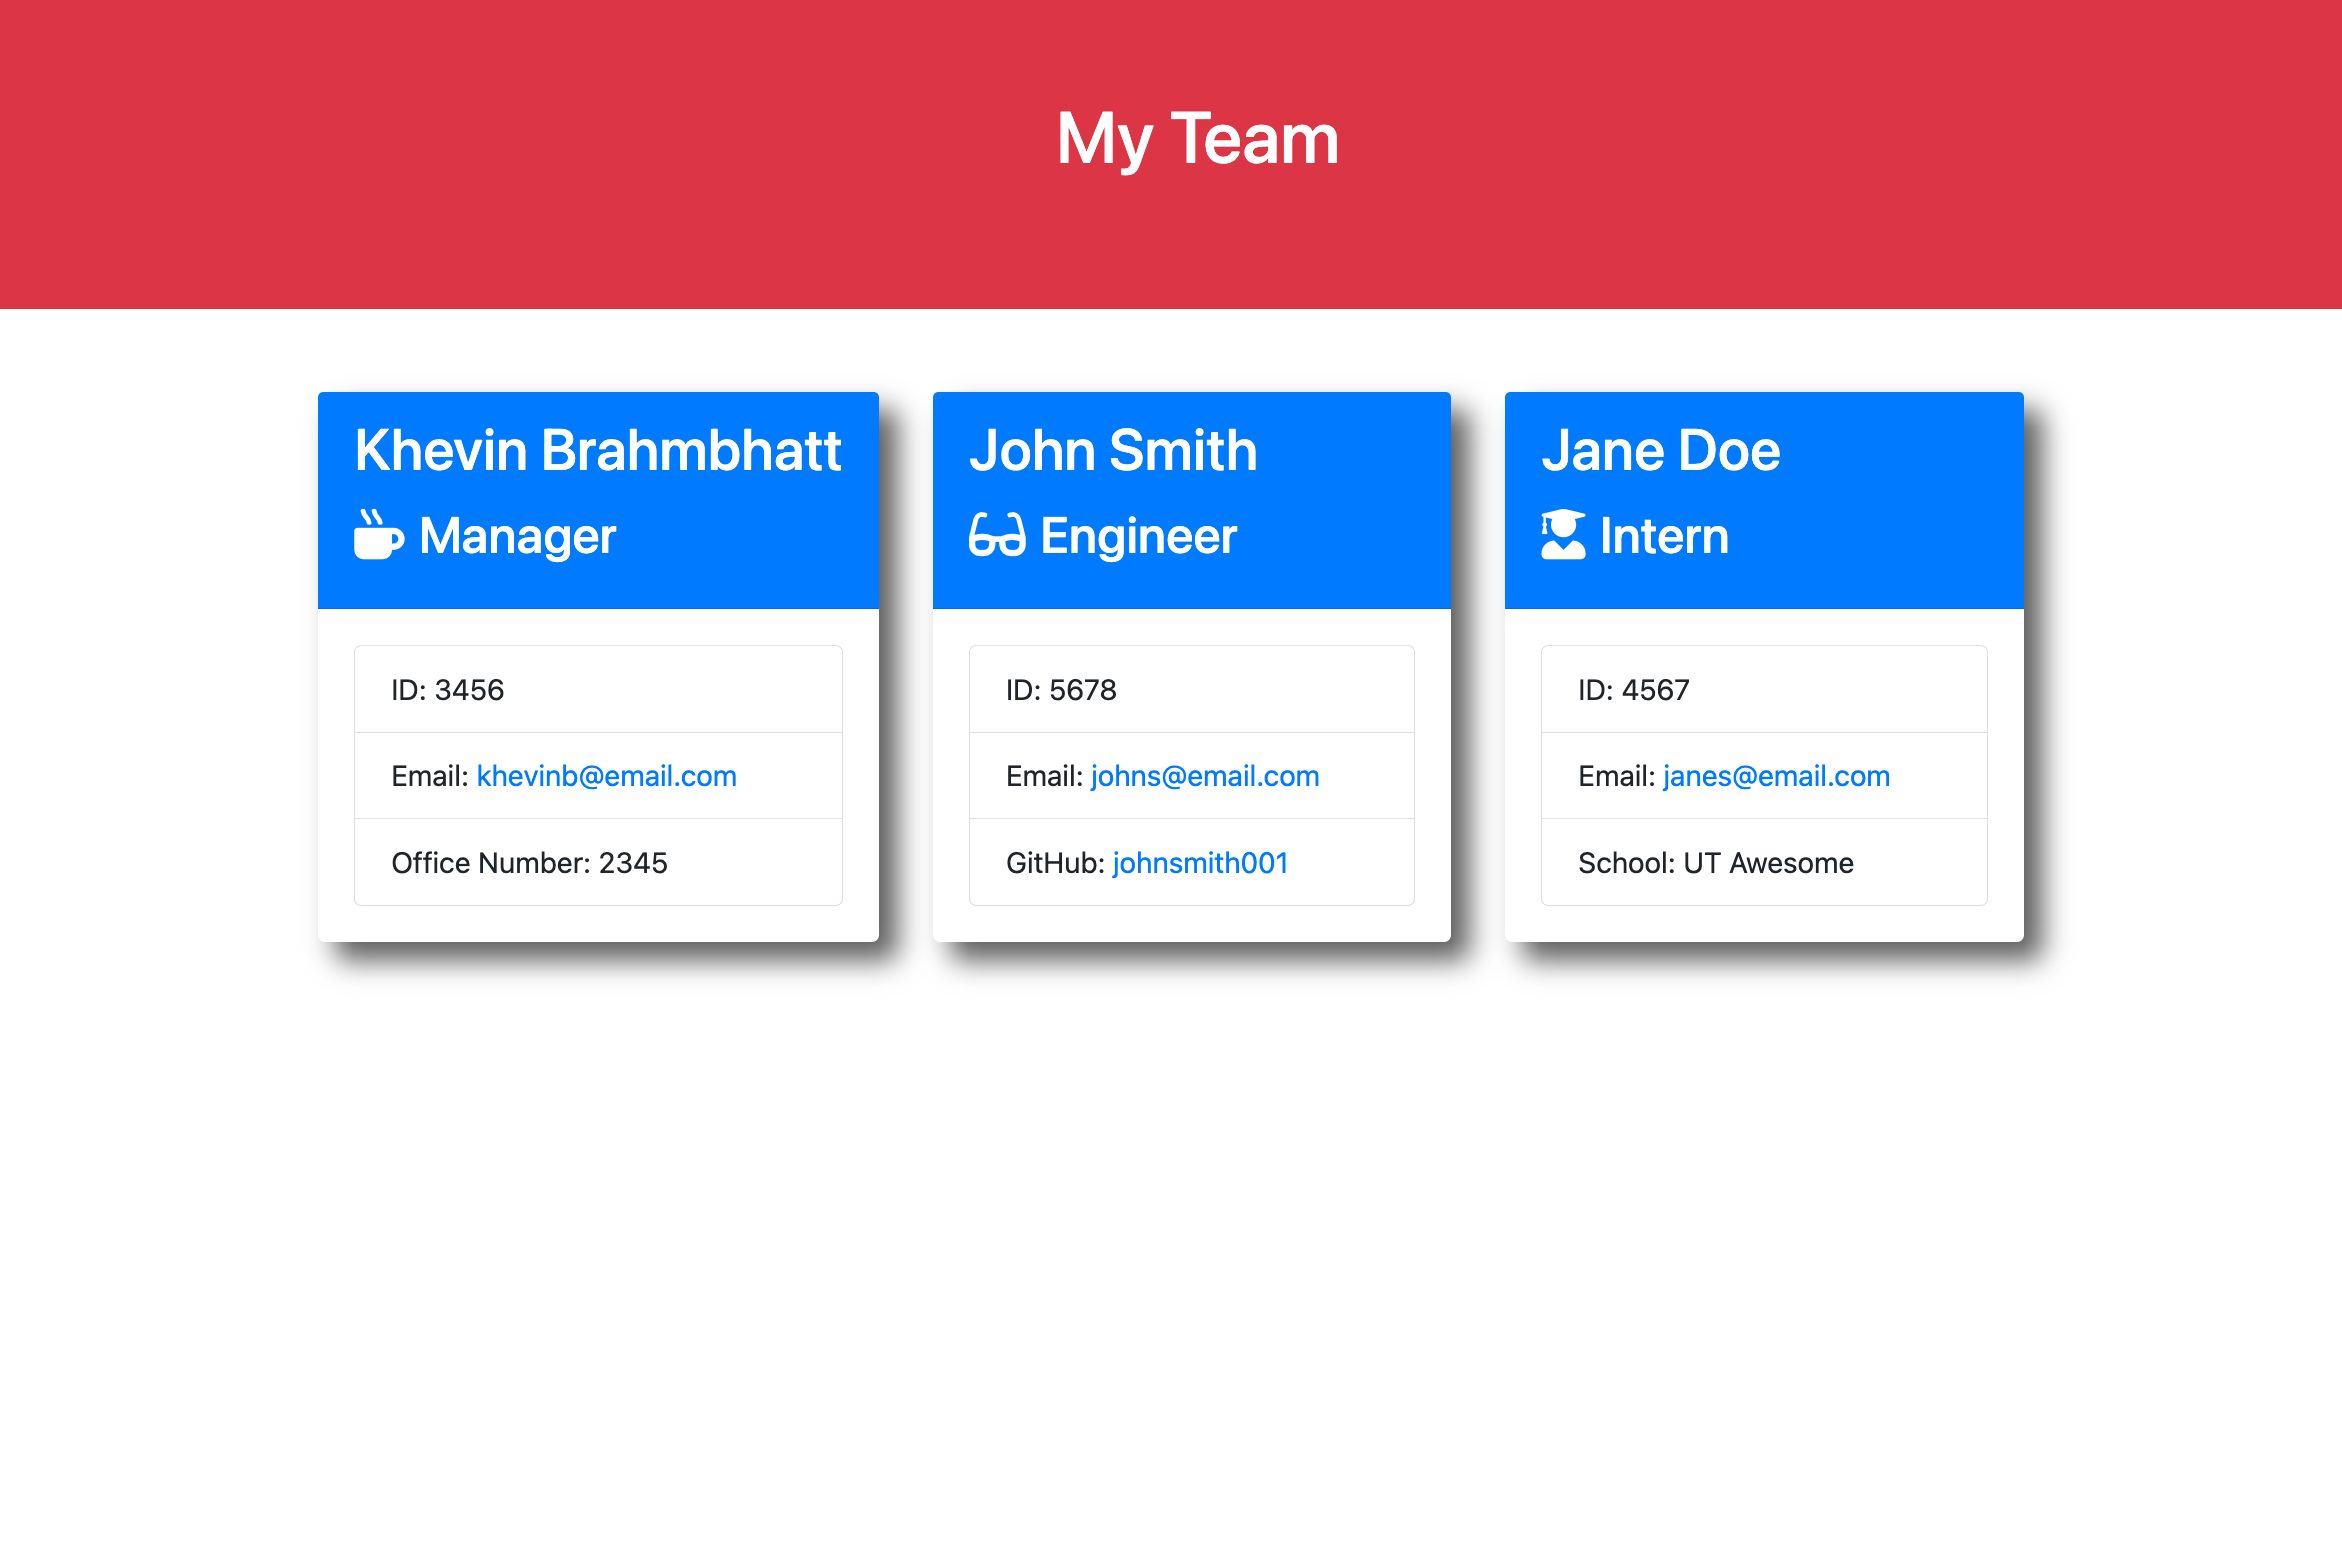 My Team
Khevin Brahmbhatt
Manager
ID: 3456
Email: khevinb@email.com
Office Number: 2345
John Smith
Engineer
ID: 5678
Email: johns@email.com
GitHub: johnsmith001
Jane Doe
Intern
ID: 4567
Email: janes@email.com
School: UT Awesome